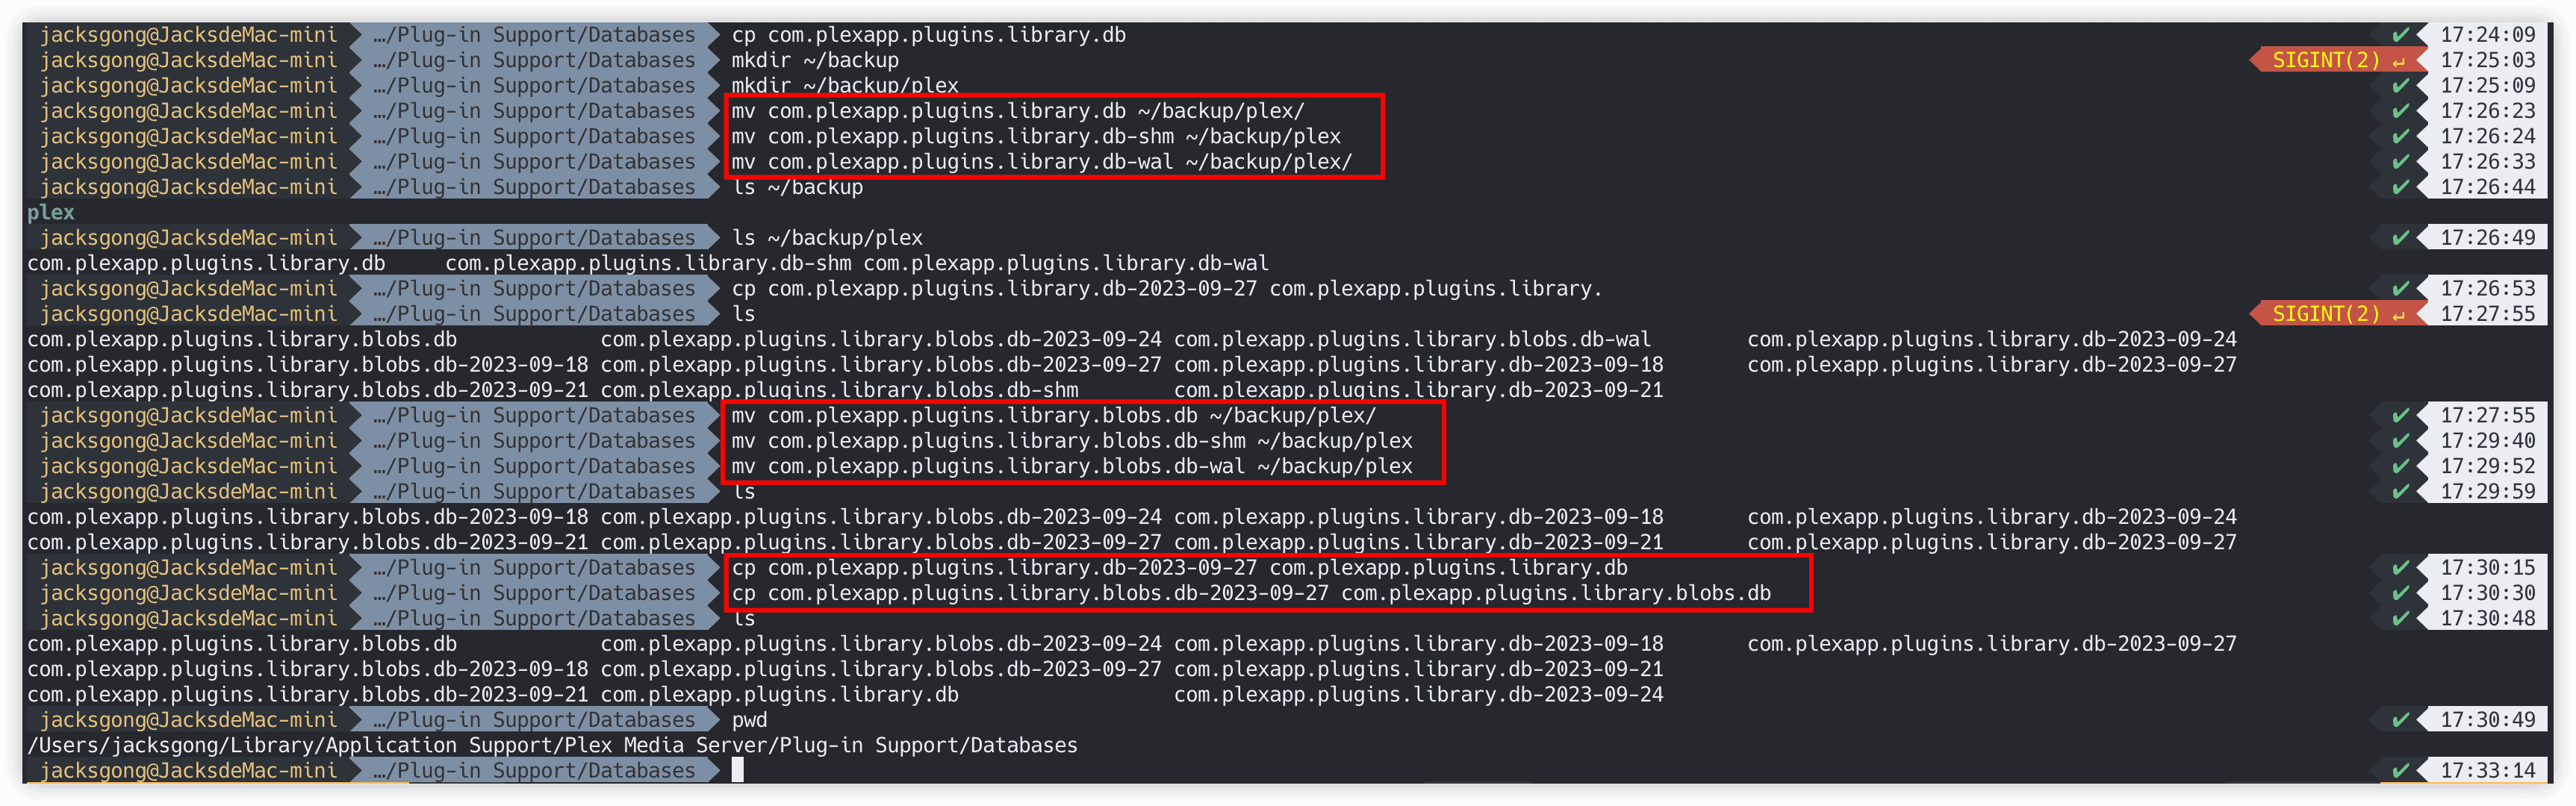 jacksgong@JacksdeMac-mini …/Plug-in Support/Databases cp com.plexapp.plugins.library.db ✔ 17:24:09
jacksgong@JacksdeMac-mini …/Plug-in Support/Databases mkdir ~/backup SIGINT(2) ↵ 17:25:03
jacksgong@JacksdeMac-mini …/Plug-in Support/Databases mkdir ~/backup/plex ✔ 17:25:09
jacksgong@JacksdeMac-mini …/Plug-in Support/Databases mv com.plexapp.plugins.library.db ~/backup/plex/ ✔ 17:26:23
jacksgong@JacksdeMac-mini …/Plug-in Support/Databases mv com.plexapp.plugins.library.db-shm ~/backup/plex ✔ 17:26:24
jacksgong@JacksdeMac-mini …/Plug-in Support/Databases mv com.plexapp.plugins.library.db-wal ~/backup/plex/ ✔ 17:26:33
jacksgong@JacksdeMac-mini …/Plug-in Support/Databases ls ~/backup ✔ 17:26:44
plex
jacksgong@JacksdeMac-mini …/Plug-in Support/Databases ls ~/backup/plex ✔ 17:26:49
com.plexapp.plugins.library.db com.plexapp.plugins.library.db-shm com.plexapp.plugins.library.db-wal
jacksgong@JacksdeMac-mini …/Plug-in Support/Databases cp com.plexapp.plugins.library.db-2023-09-27 com.plexapp.plugins.library. ✔ 17:26:53
jacksgong@JacksdeMac-mini …/Plug-in Support/Databases ls SIGINT(2) ↵ 17:27:55
com.plexapp.plugins.library.blobs.db com.plexapp.plugins.library.blobs.db-2023-09-24 com.plexapp.plugins.library.blobs.db-wal com.plexapp.plugins.library.db-2023-09-24
com.plexapp.plugins.library.blobs.db-2023-09-18 com.plexapp.plugins.library.blobs.db-2023-09-27 com.plexapp.plugins.library.db-2023-09-18 com.plexapp.plugins.library.db-2023-09-27
com.plexapp.plugins.library.blobs.db-2023-09-21 com.plexapp.plugins.library.blobs.db-shm com.plexapp.plugins.library.db-2023-09-21
jacksgong@JacksdeMac-mini …/Plug-in Support/Databases mv com.plexapp.plugins.library.blobs.db ~/backup/plex/ ✔ 17:27:55
jacksgong@JacksdeMac-mini …/Plug-in Support/Databases mv com.plexapp.plugins.library.blobs.db-shm ~/backup/plex ✔ 17:29:40
jacksgong@JacksdeMac-mini …/Plug-in Support/Databases mv com.plexapp.plugins.library.blobs.db-wal ~/backup/plex ✔ 17:29:52
jacksgong@JacksdeMac-mini …/Plug-in Support/Databases ls ✔ 17:29:59
com.plexapp.plugins.library.blobs.db-2023-09-18 com.plexapp.plugins.library.blobs.db-2023-09-24 com.plexapp.plugins.library.db-2023-09-18 com.plexapp.plugins.library.db-2023-09-24
com.plexapp.plugins.library.blobs.db-2023-09-21 com.plexapp.plugins.library.blobs.db-2023-09-27 com.plexapp.plugins.library.db-2023-09-21 com.plexapp.plugins.library.db-2023-09-27
jacksgong@JacksdeMac-mini …/Plug-in Support/Databases cp com.plexapp.plugins.library.db-2023-09-27 com.plexapp.plugins.library.db ✔ 17:30:15
jacksgong@JacksdeMac-mini …/Plug-in Support/Databases cp com.plexapp.plugins.library.blobs.db-2023-09-27 com.plexapp.plugins.library.blobs.db ✔ 17:30:30
jacksgong@JacksdeMac-mini …/Plug-in Support/Databases ls ✔ 17:30:48
com.plexapp.plugins.library.blobs.db com.plexapp.plugins.library.blobs.db-2023-09-24 com.plexapp.plugins.library.db-2023-09-18 com.plexapp.plugins.library.db-2023-09-27
com.plexapp.plugins.library.blobs.db-2023-09-18 com.plexapp.plugins.library.blobs.db-2023-09-27 com.plexapp.plugins.library.db-2023-09-21
com.plexapp.plugins.library.blobs.db-2023-09-21 com.plexapp.plugins.library.db com.plexapp.plugins.library.db-2023-09-24
jacksgong@JacksdeMac-mini …/Plug-in Support/Databases pwd ✔ 17:30:49
/Users/jacksgong/Library/Application Support/Plex Media Server/Plug-in Support/Databases
jacksgong@JacksdeMac-mini …/Plug-in Support/Databases ✔ 17:33:14